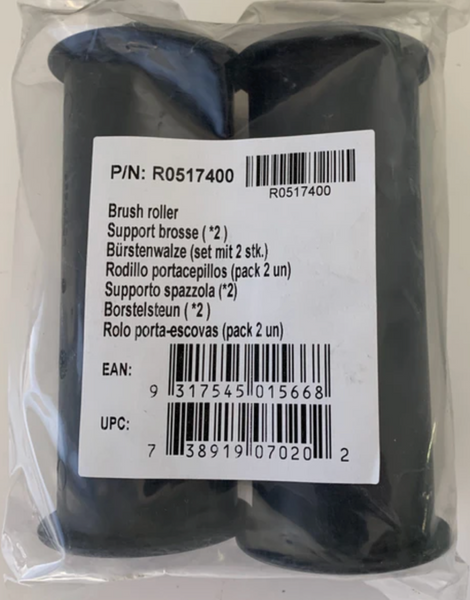 P/N: R0517400
R0517400
Brush roller
Support brosse ( *2 )
Bürstenwalze (set mit 2 stk.)
Rodillo portacepillos (pack 2 un)
Supporto spazzola (*2)
Borstelsteun ( *2 )
Rolo porta-escovas (pack 2 un)
EAN:
9 317545 015668
UPC:
7 38919 07020 2